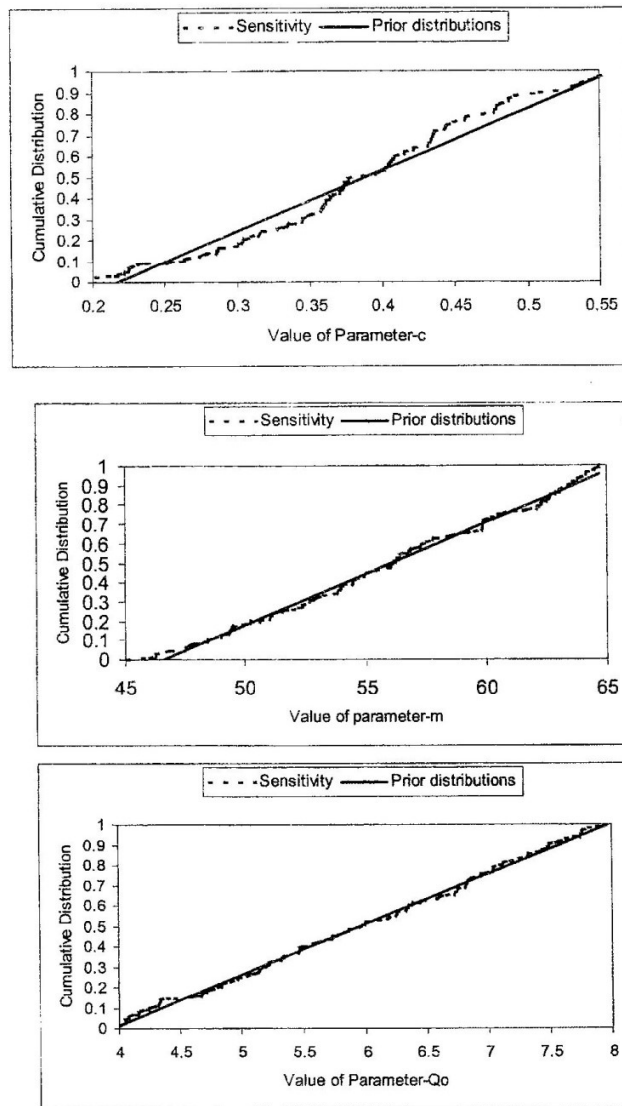 Sensitivity Prior distributions
Cumulative Distribution
1
0.9
0.8
0.7
0.6
0.5
0.4
0.3
0.2
0.1
0
0.2 0.25 0.3 0.35 0.4 0.45 0.5 0.55
Value of Parameter-c
Sensitivity Prior distributions
Cumulative Distribution
1
0.9
0.8
0.7
0.6
0.5
0.4
0.3
0.2
0.1
0
45 50 55 60 65
Value of parameter-m
Sensitivity Prior distributions
Cumulative Distribution
1
0.9
0.8
0.7
0.6
0.5
0.4
0.3
0.2
0.1
0
4 4.5 5 5.5 6 6.5 7 7.5 8
Value of Parameter-Qo